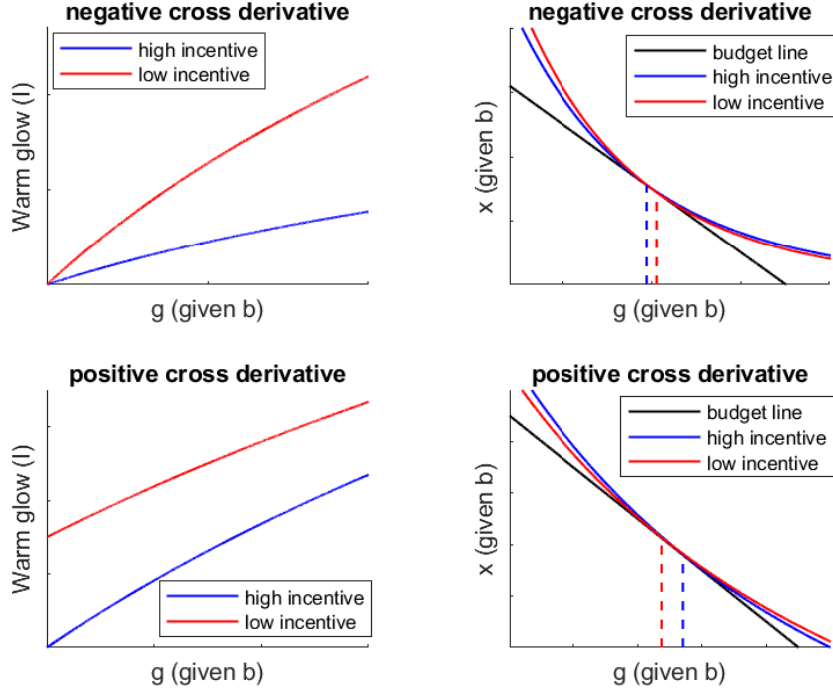 negative cross derivative
high incentive
low incentive
Warm glow (I)
g (given b)
negative cross derivative
budget line
high incentive
low incentive
x (given b)
g (given b)
positive cross derivative
high incentive
low incentive
Warm glow (I)
g (given b)
positive cross derivative
budget line
high incentive
low incentive
x (given b)
g (given b)